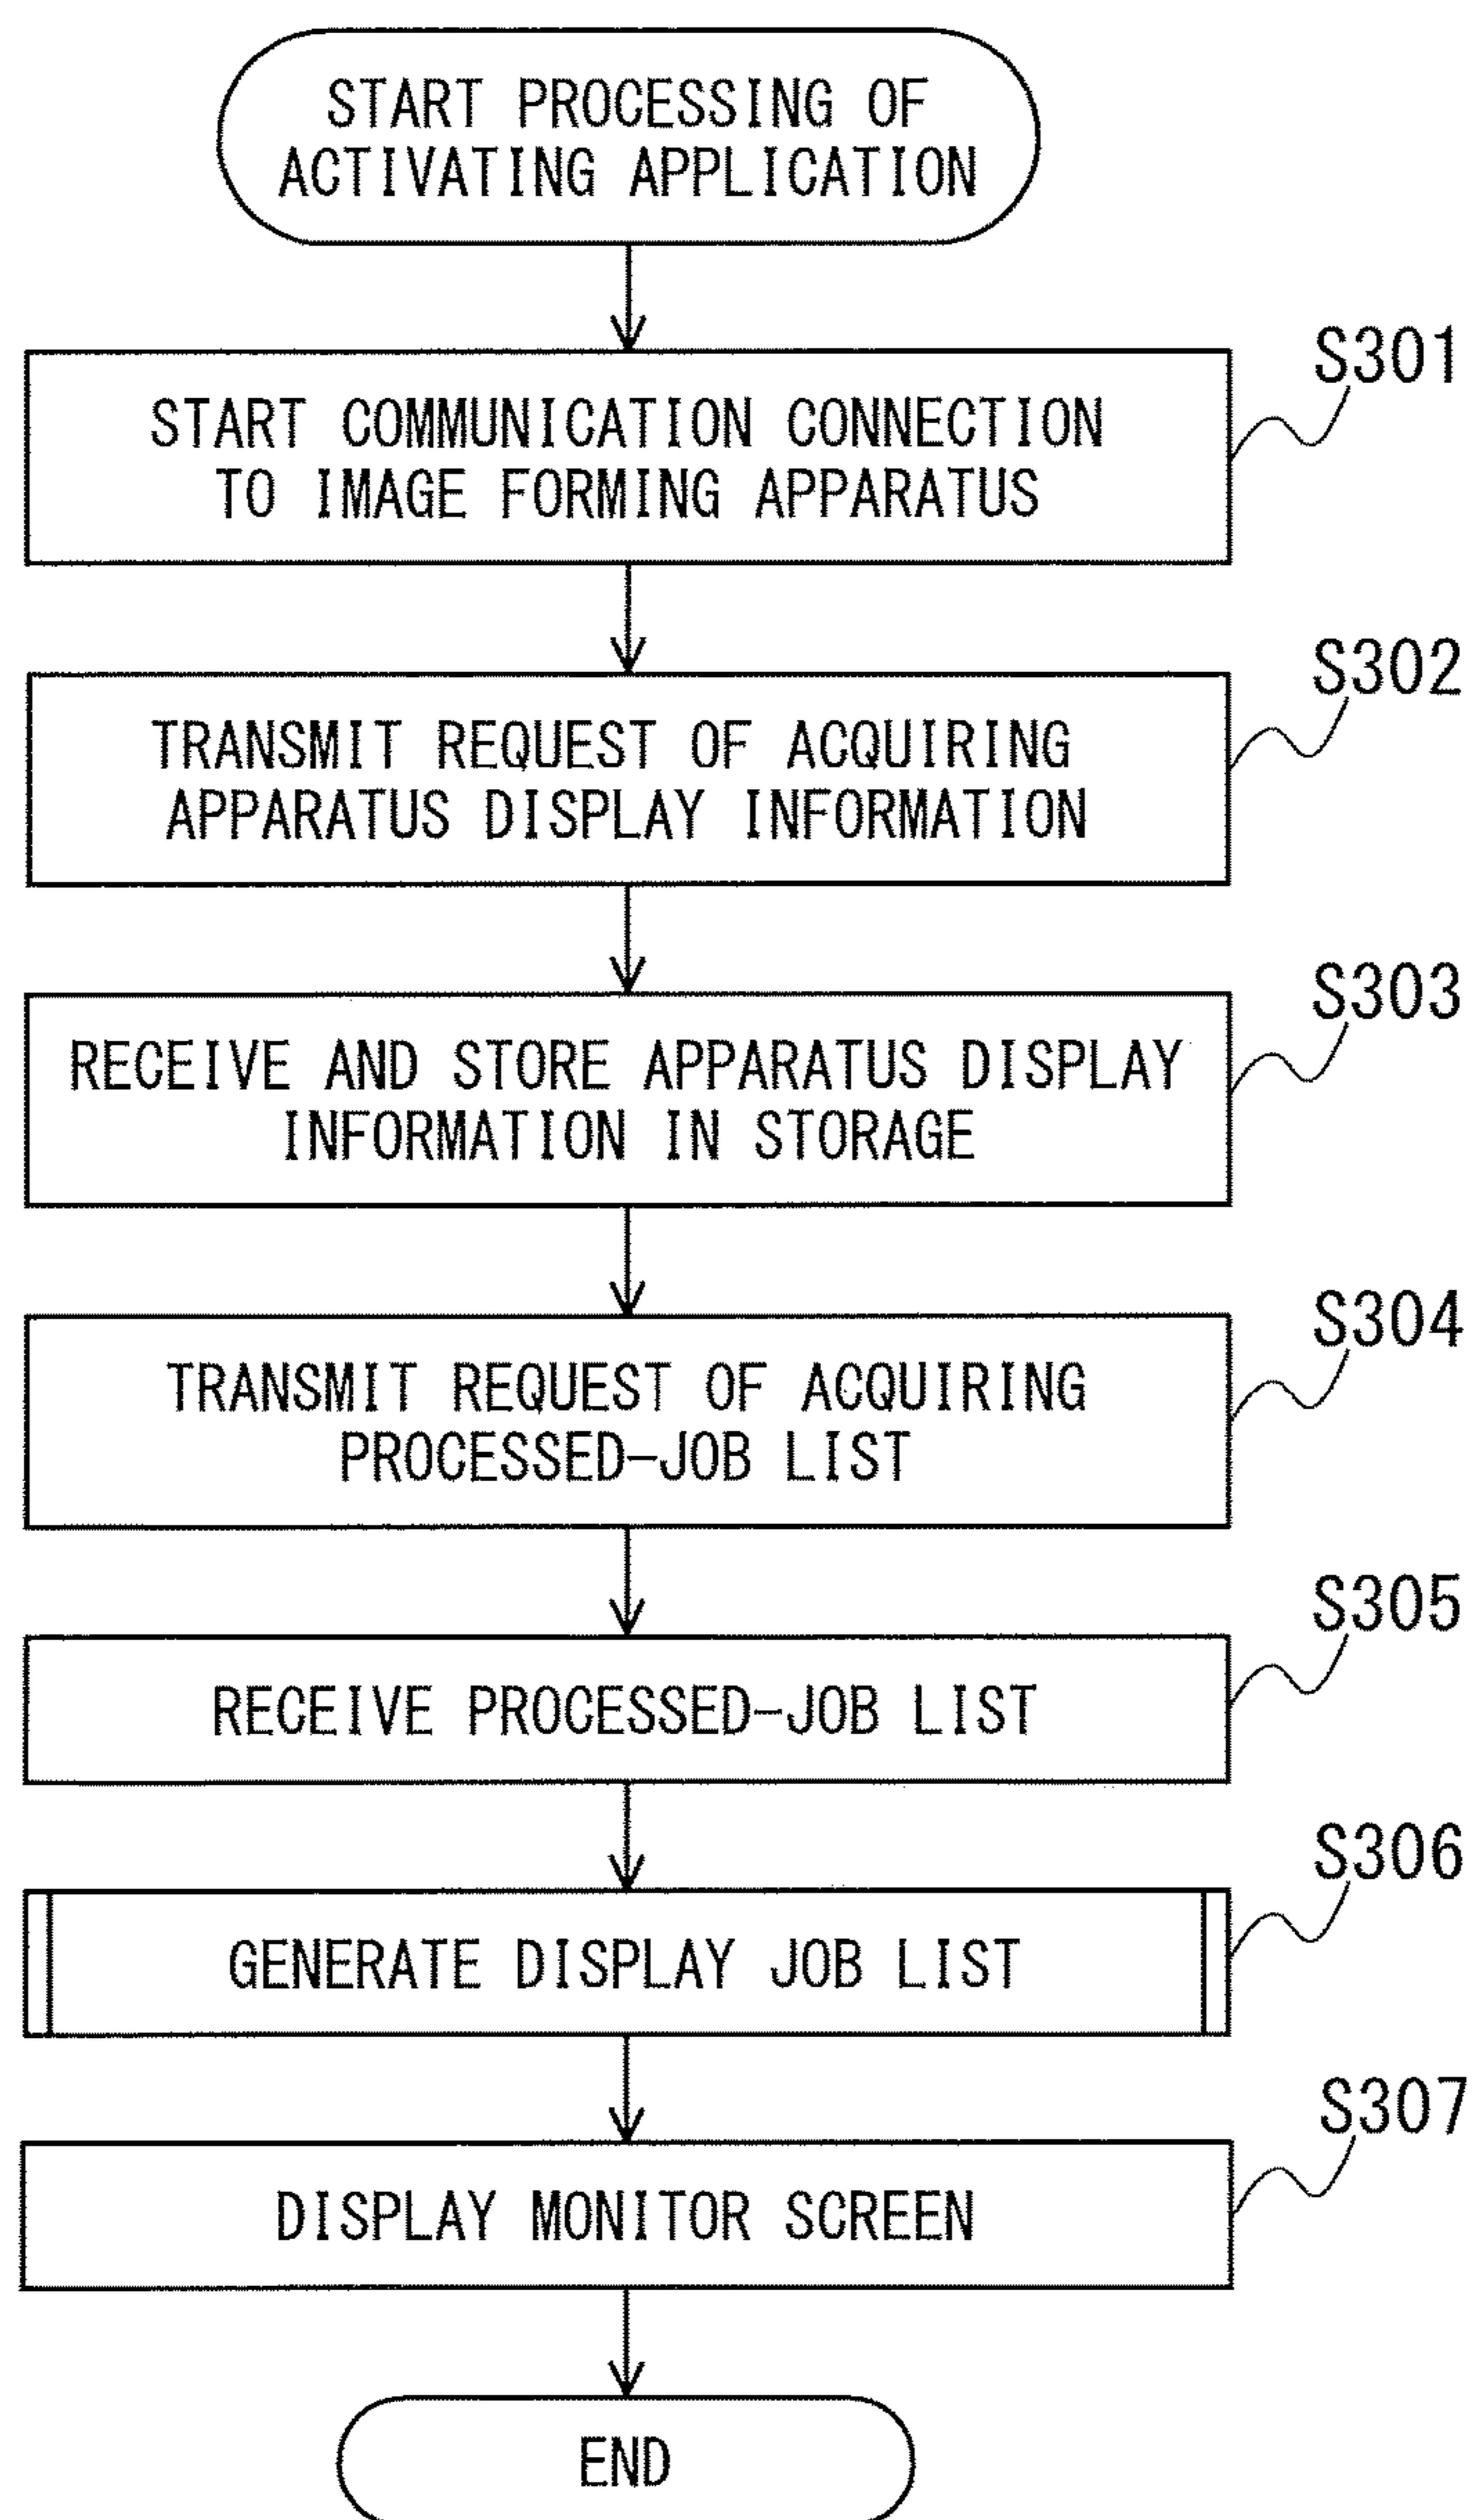 START PROCESSING OF
ACTIVATING APPLICATION
S301
START COMMUNICATION CONNECTION
TO IMAGE FORMING APPARATUS
S302
TRANSMIT REQUEST OF ACQUIRING
APPARATUS DISPLAY INFORMATION
S303
RECEIVE AND STORE APPARATUS DISPLAY
INFORMATION IN STORAGE
S304
TRANSMIT REQUEST OF ACQUIRING
PROCESSED-JOB LIST
S305
RECEIVE PROCESSED-JOB LIST
S306
GENERATE DISPLAY JOB LIST
S307
DISPLAY MONITOR SCREEN
END